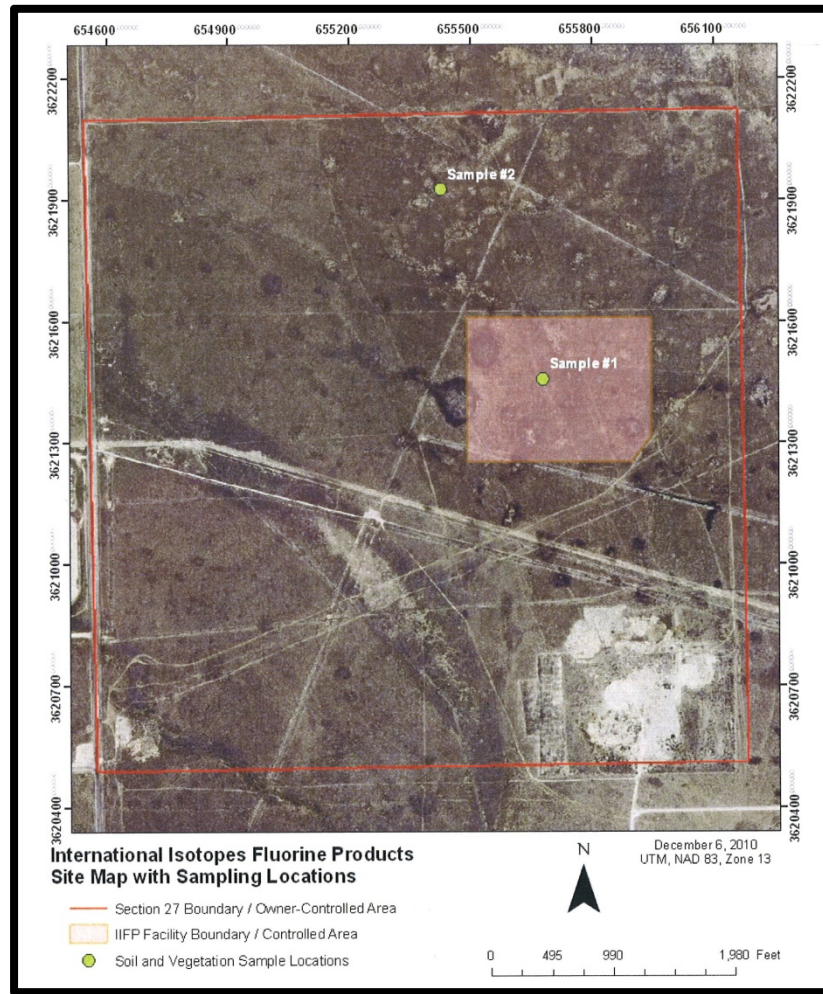 654600 654900 655200 655500 655800 656100
3622200
3621900
3621600
3621300
3621000
3620700
3620400
3622200
3621900
3621600
3621300
3621000
3620700
3620400
Sample #2
Sample #1
International Isotopes Fluorine Products
Site Map with Sampling Locations
N
December 6, 2010
UTM, NAD 83, Zone 13
Section 27 Boundary / Owner-Controlled Area
IIFP Facility Boundary / Controlled Area
Soil and Vegetation Sample Locations
0 495 990 1,980 Feet